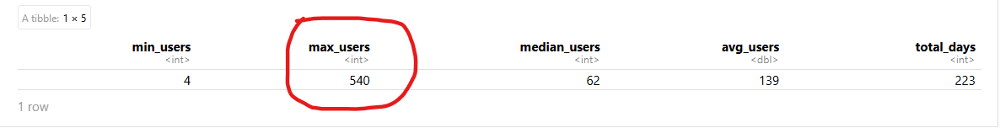 A tibble: 1 × 5
min_users max_users median_users avg_users total_days
<int> <int> <int> <dbl> <int>
4 540 62 139 223
1 row